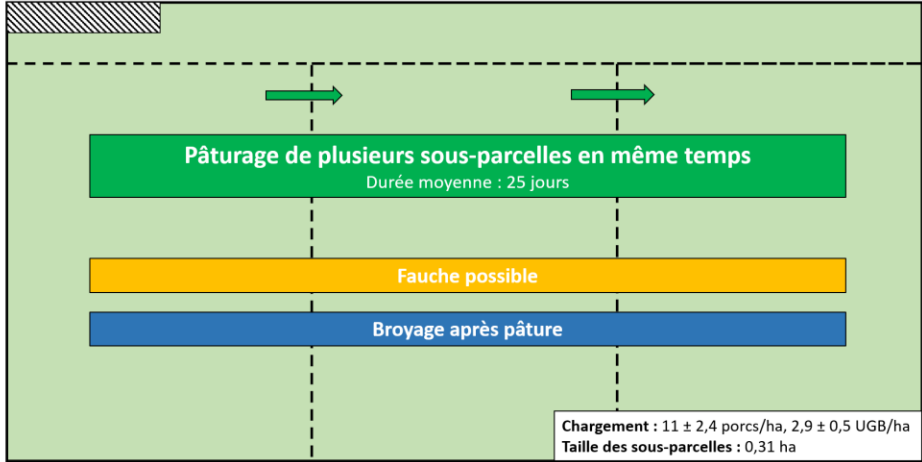 Pâturage de plusieurs sous-parcelles en même temps
Durée moyenne : 25 jours
Fauche possible
Broyage après pâture
Chargement : 11 ± 2,4 porcs/ha, 2,9 ± 0,5 UGB/ha
Taille des sous-parcelles : 0,31 ha